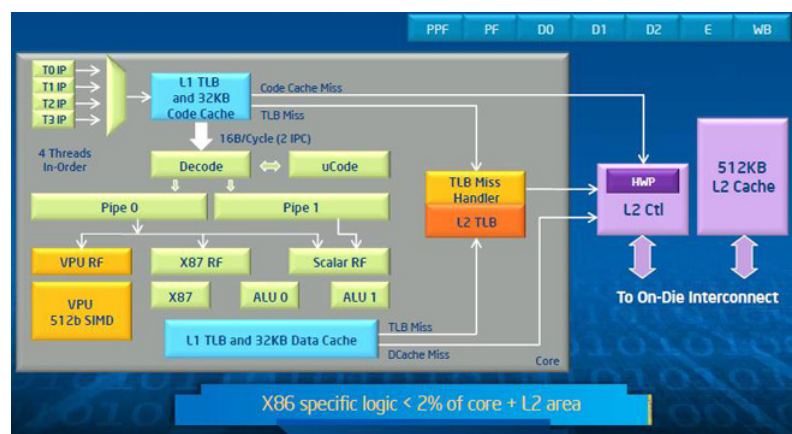 PPF PF D0 D1 D2 E WB
T0 IP
T1 IP
T2 IP
T3 IP
4 Threads
In-Order
L1 TLB
and 32KB
Code Cache
Code Cache Miss
TLB Miss
16B/Cycle (2 IPC)
Decode
uCode
Pipe 0
Pipe 1
TLB Miss
Handler
L2 TLB
HWP
L2 Ctl
512KB
L2 Cache
VPU RF
X87 RF
Scalar RF
VPU
512b SIMD
X87
ALU 0
ALU 1
To On-Die Interconnect
L1 TLB and 32KB Data Cache
TLB Miss
DCache Miss
Core
X86 specific logic < 2% of core + L2 area